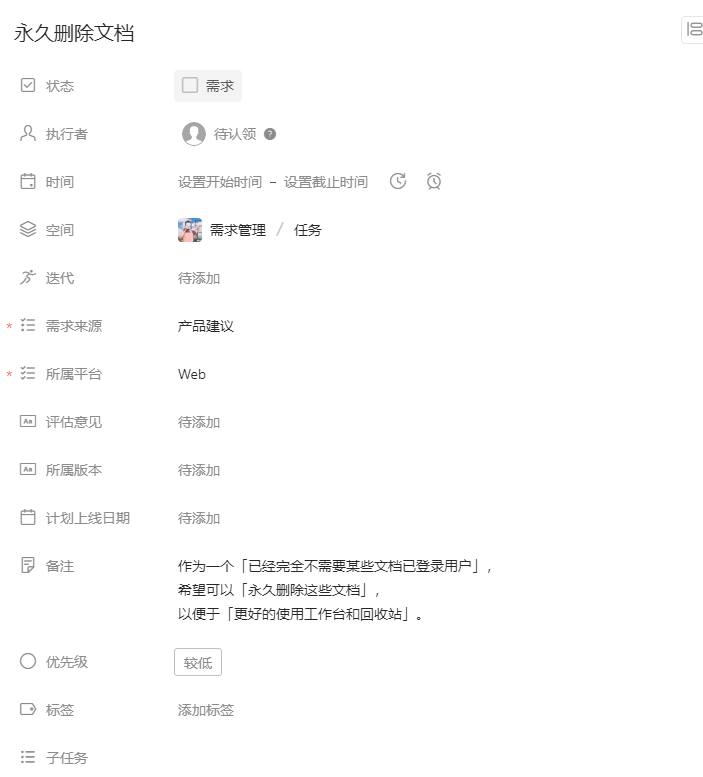 永久删除文档
状态 需求
执行者 待认领 ?
时间 设置开始时间 – 设置截止时间
空间 需求管理 / 任务
迭代 待添加
* 需求来源 产品建议
* 所属平台 Web
Aa 评估意见 待添加
Aa 所属版本 待添加
计划上线日期 待添加
备注 作为一个「已经完全不需要某些文档已登录用户」,
希望可以「永久删除这些文档」,
以便于「更好的使用工作台和回收站」。
优先级 较低
标签 添加标签
子任务